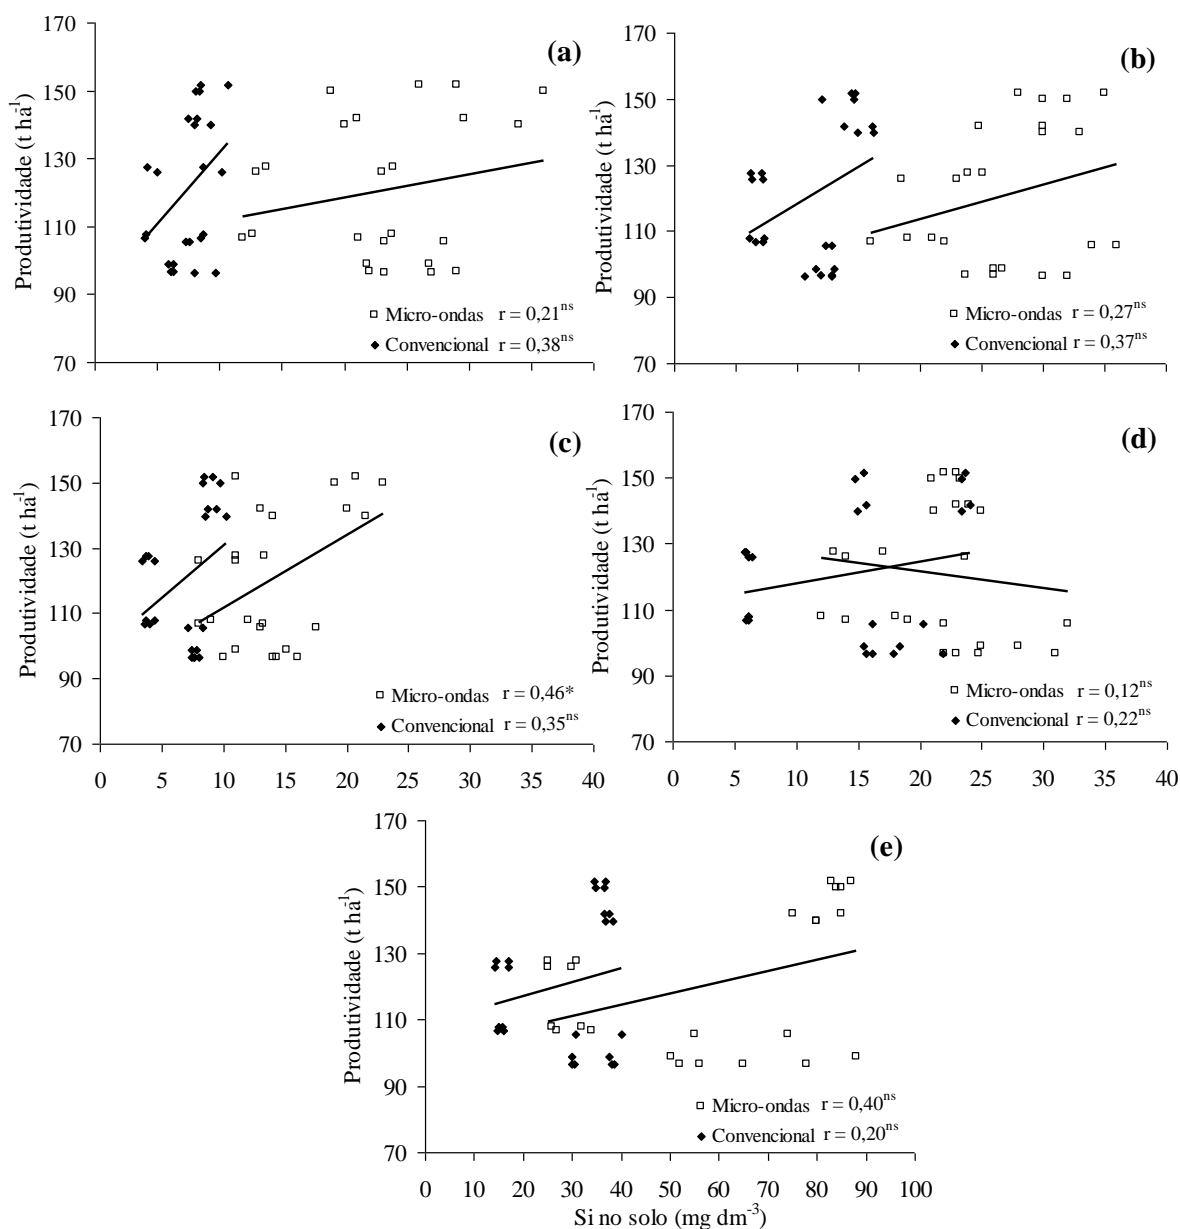 170
150
130
110
90
70
Produtividade (t ha⁻¹)
(a)
Micro-ondas r = 0,21ⁿˢ
Convencional r = 0,38ⁿˢ
170
150
130
110
90
70
Produtividade (t ha⁻¹)
(b)
Micro-ondas r = 0,27ⁿˢ
Convencional r = 0,37ⁿˢ
170
150
130
110
90
70
Produtividade (t ha⁻¹)
(c)
Micro-ondas r = 0,46*
Convencional r = 0,35ⁿˢ
0 5 10 15 20 25 30 35 40
170
150
130
110
90
70
Produtividade (t ha⁻¹)
(d)
Micro-ondas r = 0,12ⁿˢ
Convencional r = 0,22ⁿˢ
0 5 10 15 20 25 30 35 40
170
150
130
110
90
70
Produtividade (t ha⁻¹)
(e)
Micro-ondas r = 0,40ⁿˢ
Convencional r = 0,20ⁿˢ
0 10 20 30 40 50 60 70 80 90 100
Si no solo (mg dm⁻³)